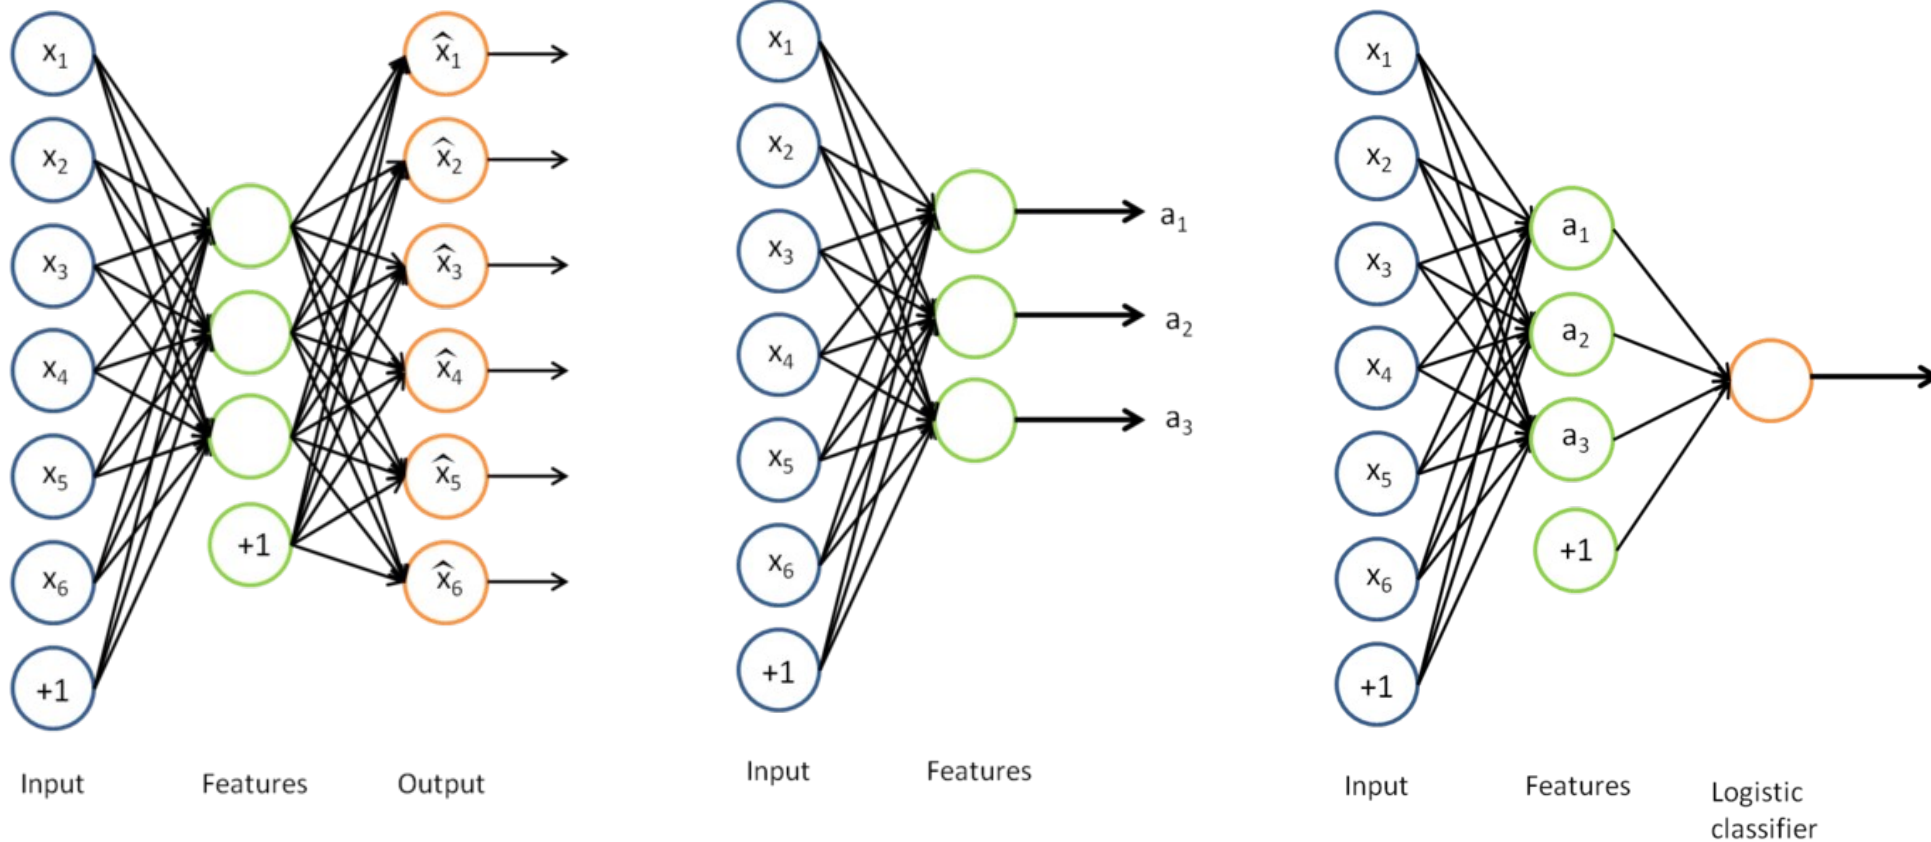 x1
x2
x3
x4
x5
x6
+1
Input
+1
Features
x̂1
x̂2
x̂3
x̂4
x̂5
x̂6
Output
x1
x2
x3
x4
x5
x6
+1
Input
Features
a1
a2
a3
x1
x2
x3
x4
x5
x6
+1
Input
a1
a2
a3
+1
Features
Logistic
classifier